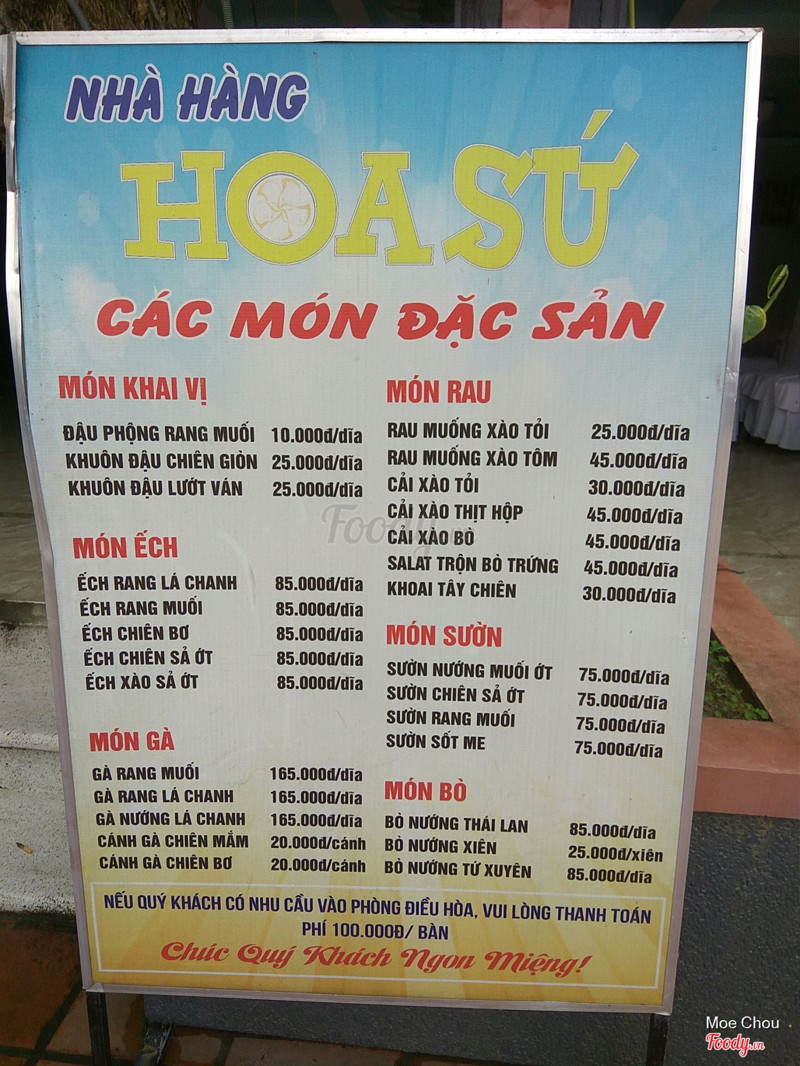 NHÀ HÀNG
HOA SỨ
CÁC MÓN ĐẶC SẢN
MÓN KHAI VỊ
ĐẬU PHỘNG RANG MUỐI 10.000đ/dĩa
KHUÔN ĐẬU CHIÊN GIÒN 25.000đ/dĩa
KHUÔN ĐẬU LƯỚT VÁN 25.000đ/dĩa
MÓN ẾCH
ẾCH RANG LÁ CHANH 85.000đ/dĩa
ẾCH RANG MUỐI 85.000đ/dĩa
ẾCH CHIÊN BƠ 85.000đ/dĩa
ẾCH CHIÊN SẢ ỚT 85.000đ/dĩa
ẾCH XÀO SẢ ỚT 85.000đ/dĩa
MÓN GÀ
GÀ RANG MUỐI 165.000đ/dĩa
GÀ RANG LÁ CHANH 165.000đ/dĩa
GÀ NƯỚNG LÁ CHANH 165.000đ/dĩa
CÁNH GÀ CHIÊN MẮM 20.000đ/cánh
CÁNH GÀ CHIÊN BƠ 20.000đ/cánh
MÓN RAU
RAU MUỐNG XÀO TỎI 25.000đ/dĩa
RAU MUỐNG XÀO TÔM 45.000đ/dĩa
CẢI XÀO TỎI 30.000đ/dĩa
CẢI XÀO THỊT HỘP 45.000đ/dĩa
CẢI XÀO BÒ 45.000đ/dĩa
SALAT TRỘN BÒ TRỨNG 45.000đ/dĩa
KHOAI TÂY CHIÊN 30.000đ/dĩa
MÓN SƯỜN
SƯỜN NƯỚNG MUỐI ỚT 75.000đ/dĩa
SƯỜN CHIÊN SẢ ỚT 75.000đ/dĩa
SƯỜN RANG MUỐI 75.000đ/dĩa
SƯỜN SỐT ME 75.000đ/dĩa
MÓN BÒ
BÒ NƯỚNG THÁI LAN 85.000đ/dĩa
BÒ NƯỚNG XIÊN 25.000đ/xiên
BÒ NƯỚNG TỨ XUYÊN 85.000đ/dĩa
NẾU QUÝ KHÁCH CÓ NHU CẦU VÀO PHÒNG ĐIỀU HÒA, VUI LÒNG THANH TOÁN
PHÍ 100.000Đ/ BÀN
Chúc Quý Khách Ngon Miệng!
Foody.vn
Moe Chou
Foody.vn